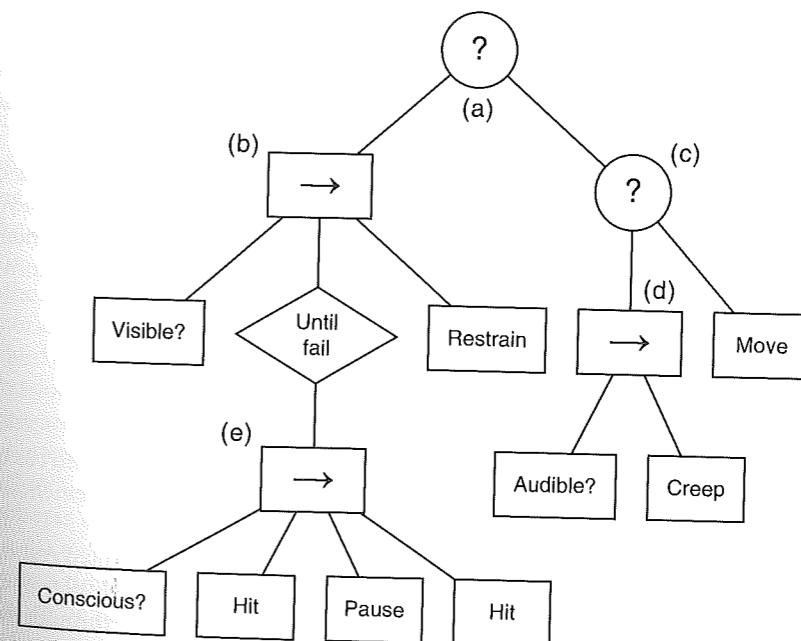 ?
(a)
(b)
→
(c)
?
Visible?
Until
fail
Restrain
(d)
→
Move
(e)
→
Audible?
Creep
Conscious?
Hit
Pause
Hit